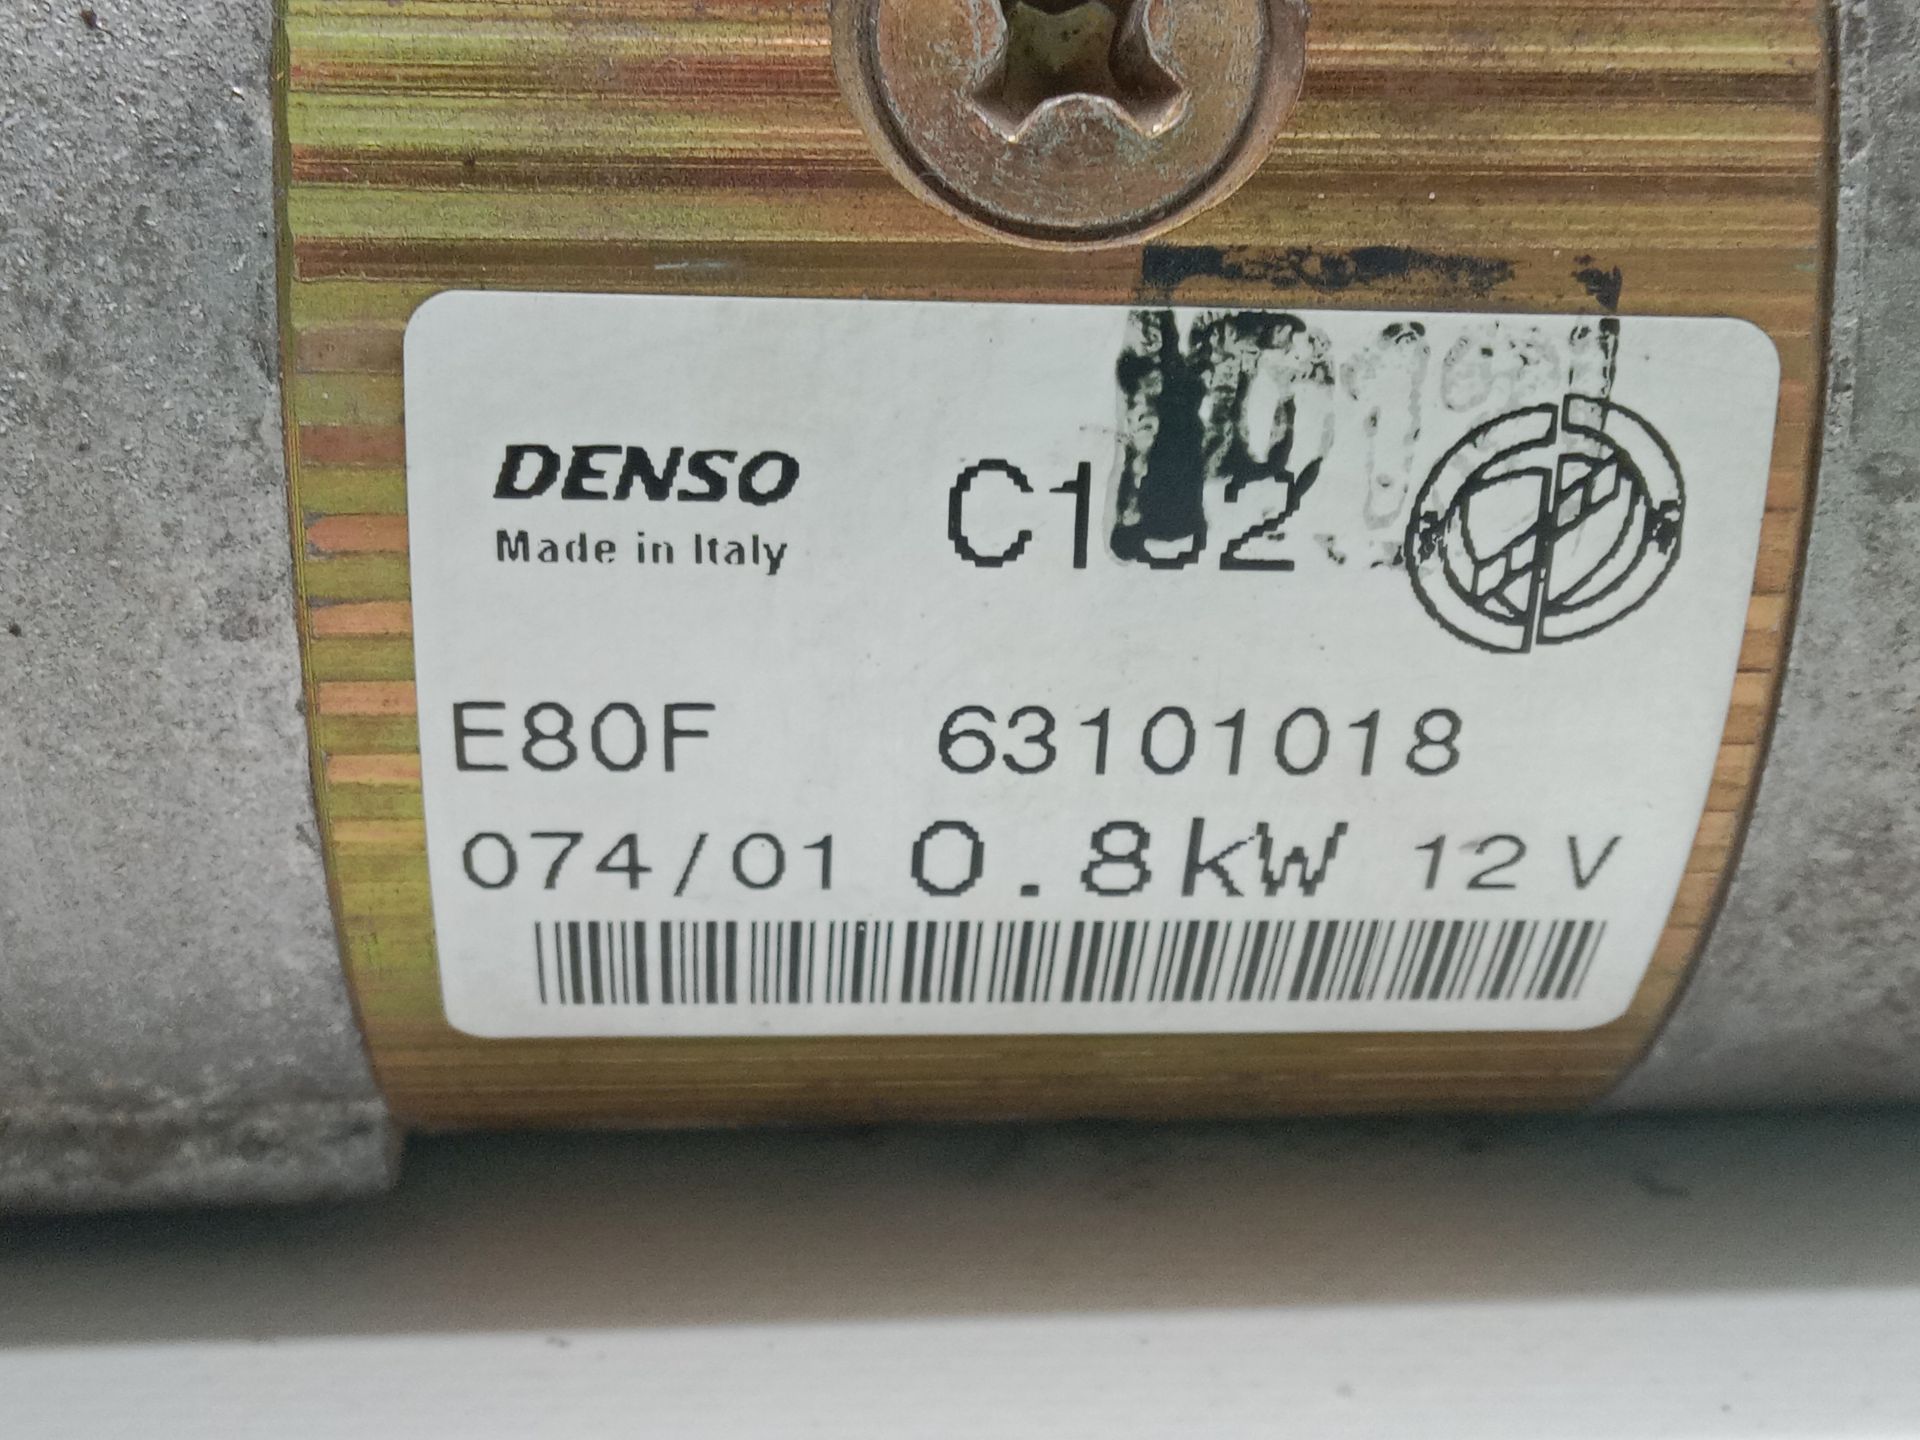 DENSO
Made in Italy
E80F 63101018
074/01 0.8kW 12V